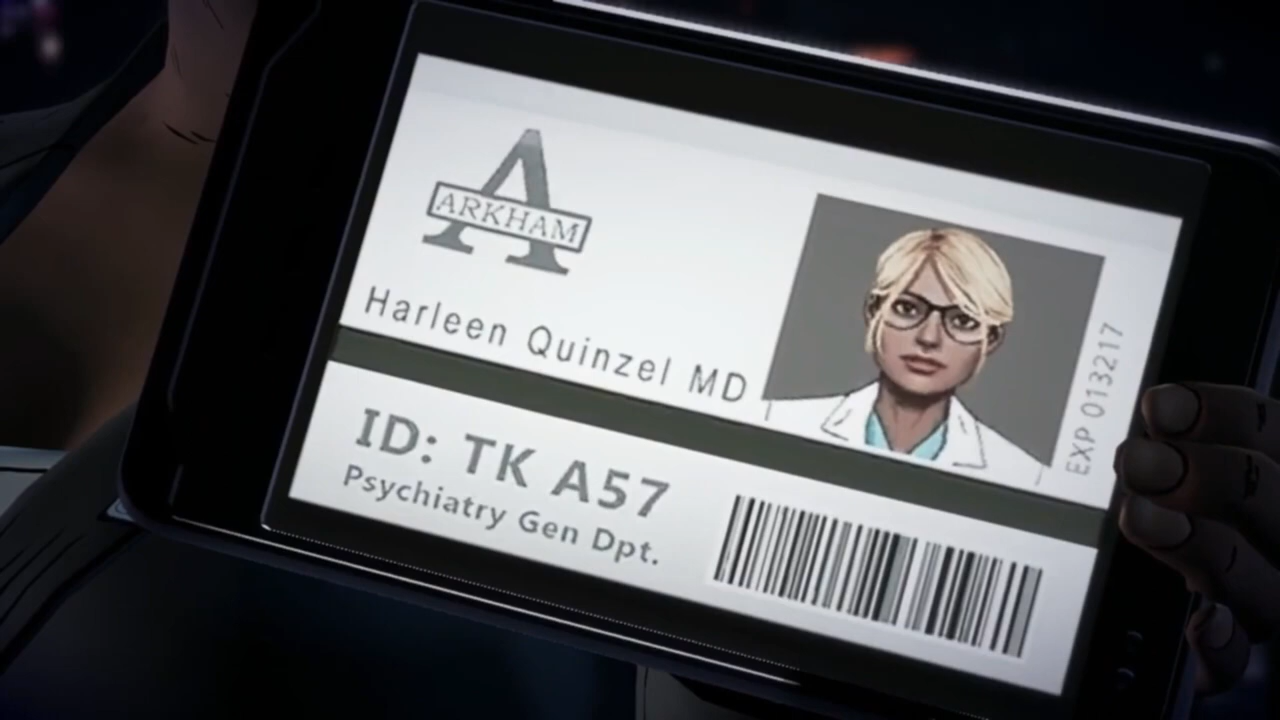 ARKHAM
Harleen Quinzel MD
EXP 013217
ID: TK A57
Psychiatry Gen Dpt.